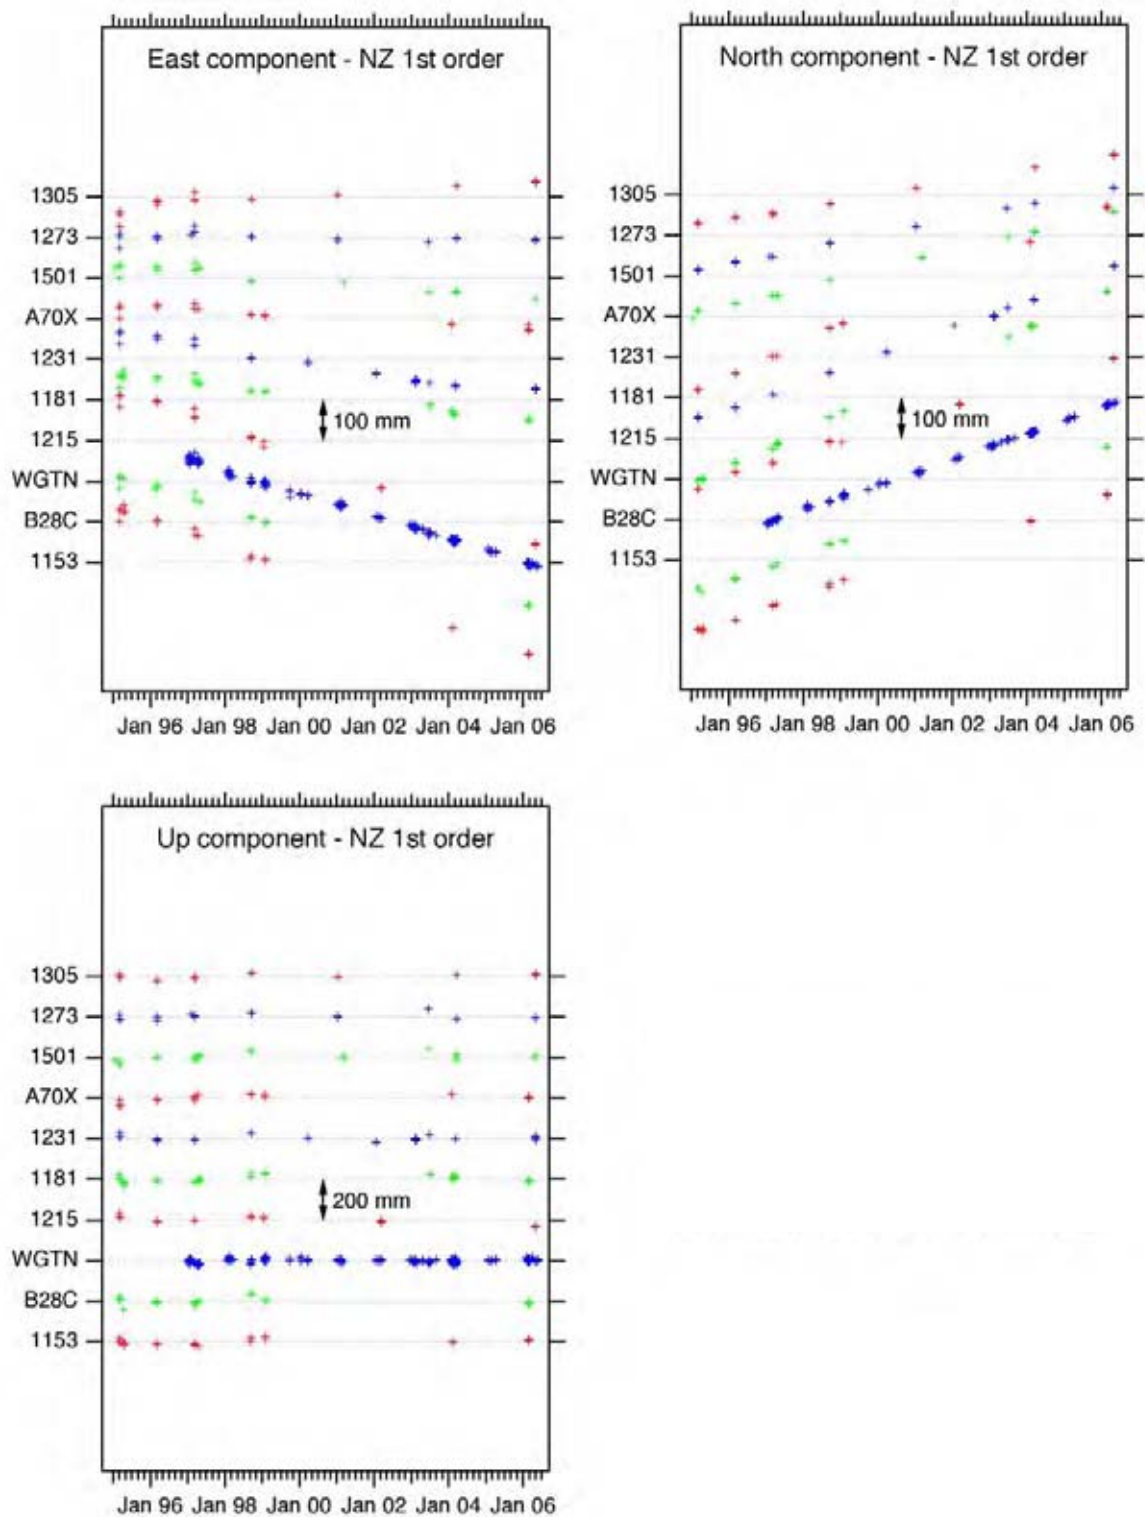 East component - NZ 1st order
1305
1273
1501
A70X
1231
1181
1215
WGTN
B28C
1153
100 mm
Jan 96 Jan 98 Jan 00 Jan 02 Jan 04 Jan 06
North component - NZ 1st order
1305
1273
1501
A70X
1231
1181
1215
WGTN
B28C
1153
100 mm
Jan 96 Jan 98 Jan 00 Jan 02 Jan 04 Jan 06
Up component - NZ 1st order
1305
1273
1501
A70X
1231
1181
1215
WGTN
B28C
1153
200 mm
Jan 96 Jan 98 Jan 00 Jan 02 Jan 04 Jan 06